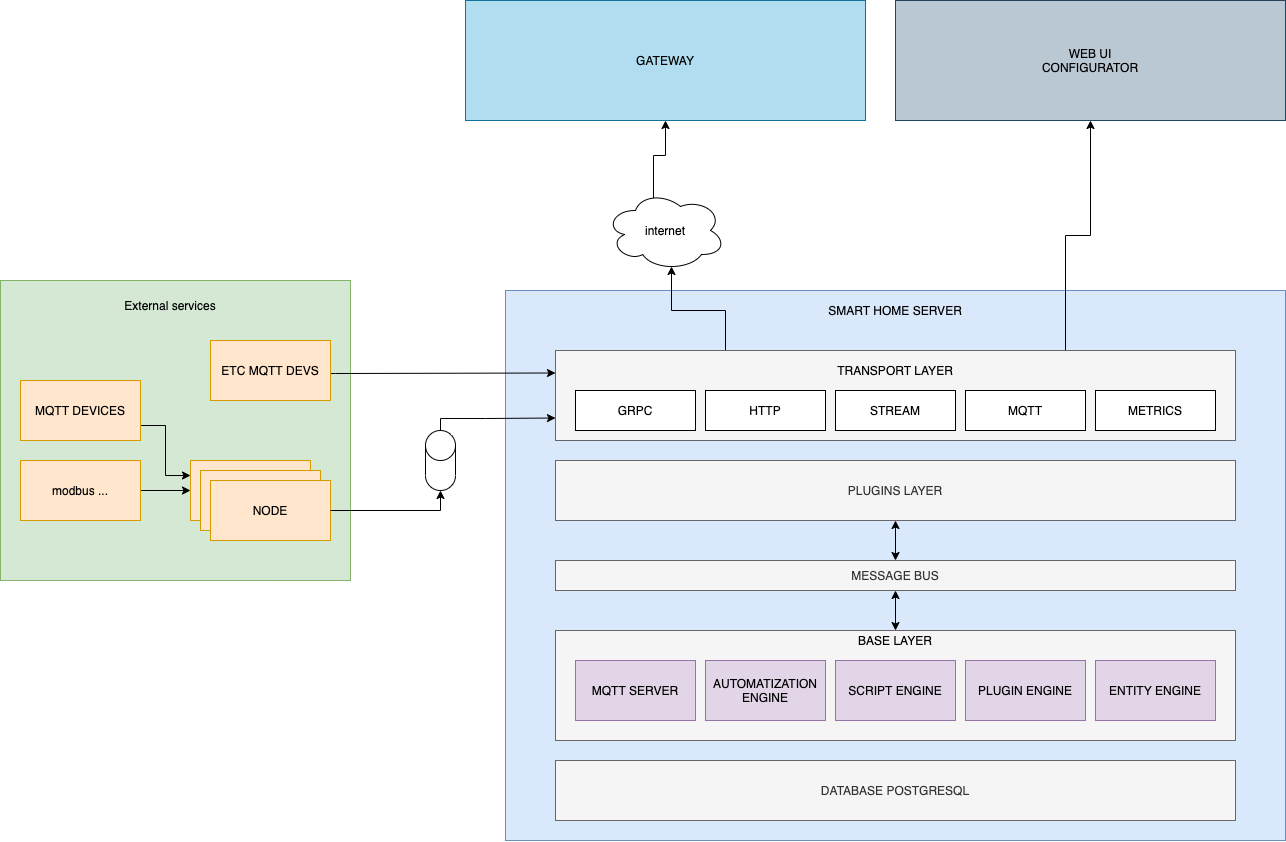 GATEWAY
WEB UI
CONFIGURATOR
internet
External services
ETC MQTT DEVS
MQTT DEVICES
modbus ...
NODE
SMART HOME SERVER
TRANSPORT LAYER
GRPC
HTTP
STREAM
MQTT
METRICS
PLUGINS LAYER
MESSAGE BUS
BASE LAYER
MQTT SERVER
AUTOMATIZATION
ENGINE
SCRIPT ENGINE
PLUGIN ENGINE
ENTITY ENGINE
DATABASE POSTGRESQL